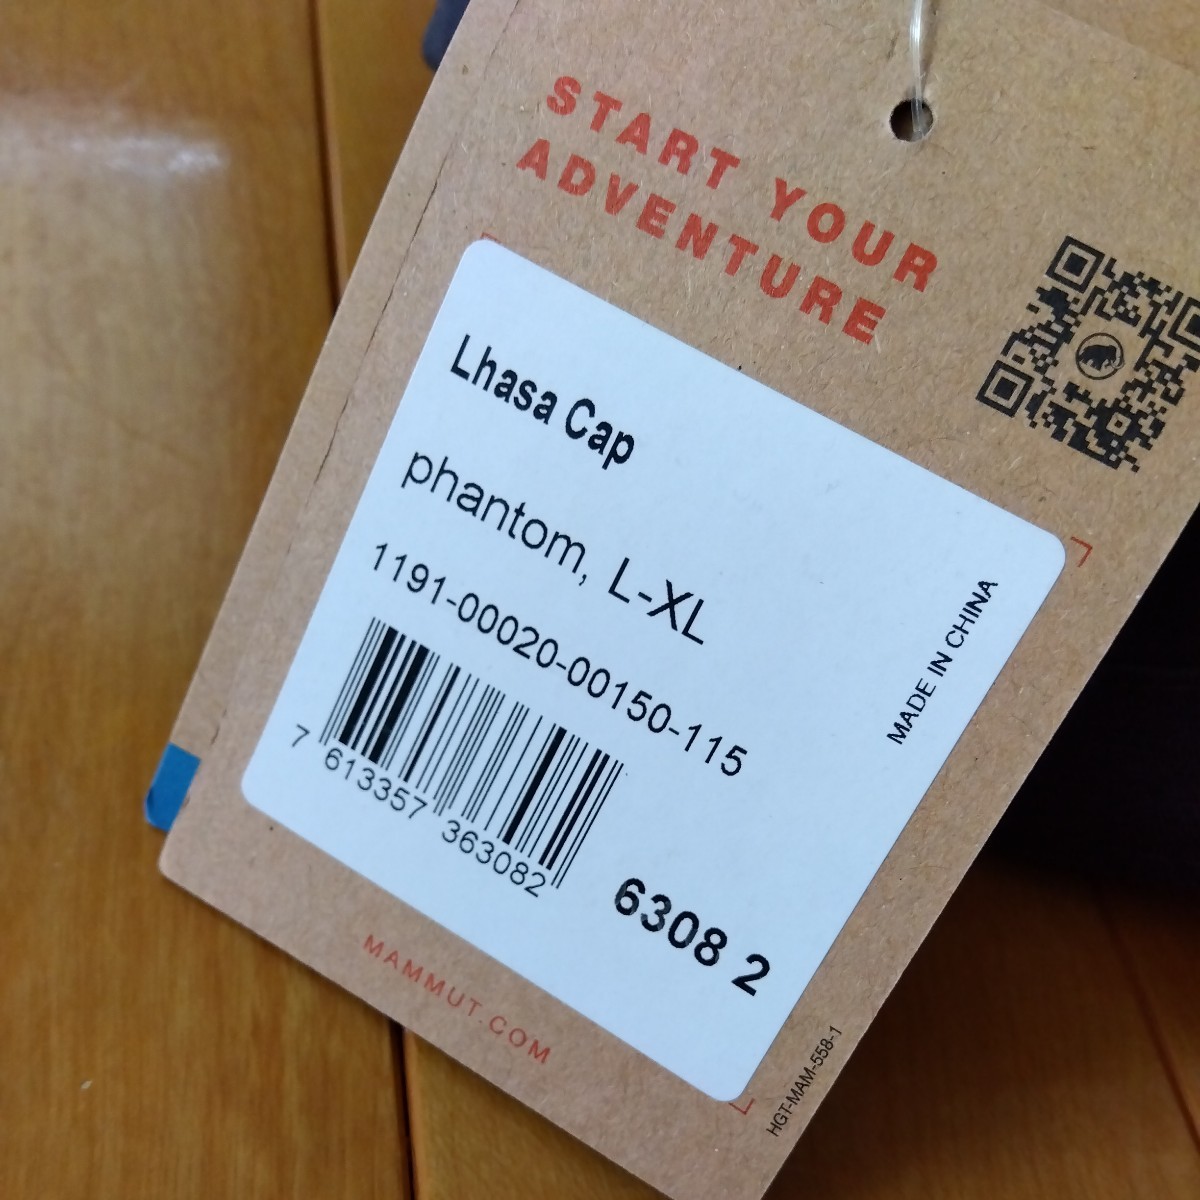 START YOUR
ADVENTURE
Lhasa Cap
phantom, L-XL
1191-00020-00150-115
7 613357 363082
6308 2
MADE IN CHINA
MAMMUT.COM
HGT-MAM-558-1